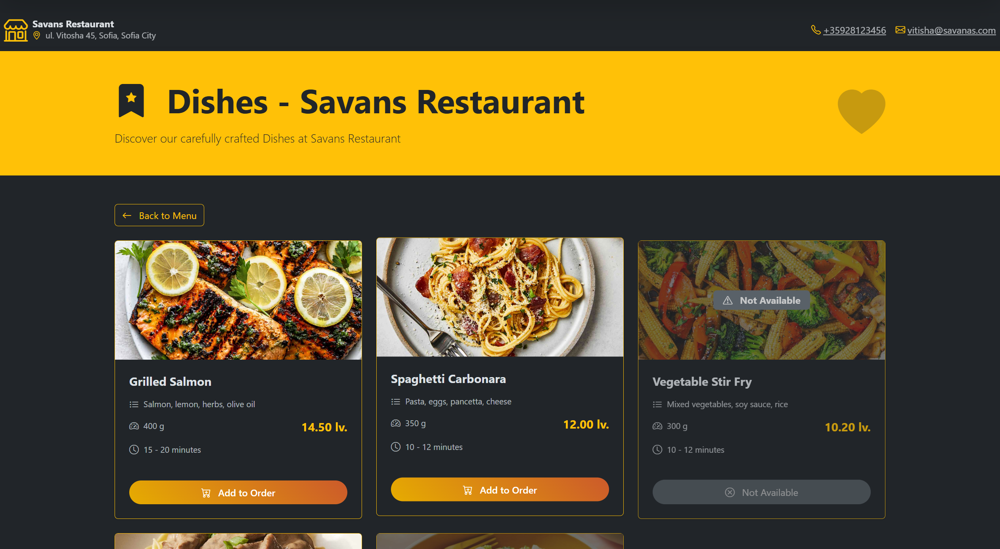 Savans Restaurant
ul. Vitosha 45, Sofia, Sofia City
+35928123456
vitisha@savanas.com
Dishes - Savans Restaurant
Discover our carefully crafted Dishes at Savans Restaurant
Back to Menu
Grilled Salmon
Salmon, lemon, herbs, olive oil
400 g
14.50 lv.
15 - 20 minutes
Add to Order
Spaghetti Carbonara
Pasta, eggs, pancetta, cheese
350 g
12.00 lv.
10 - 12 minutes
Add to Order
Not Available
Vegetable Stir Fry
Mixed vegetables, soy sauce, rice
300 g
10.20 lv.
10 - 12 minutes
Not Available